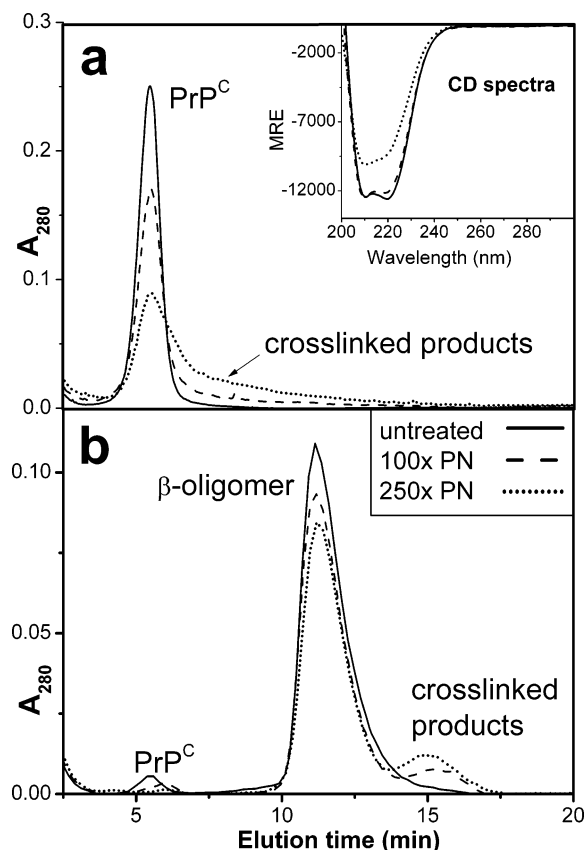 a
0.3
0.2
0.1
0.0
A280
PrPC
crosslinked products
CD spectra
MRE
-2000
-7000
-12000
200 220 240 260 280
Wavelength (nm)
b
untreated
100x PN
250x PN
β-oligomer
0.10
0.05
0.00
A280
PrPC
crosslinked
products
5 10 15 20
Elution time (min)